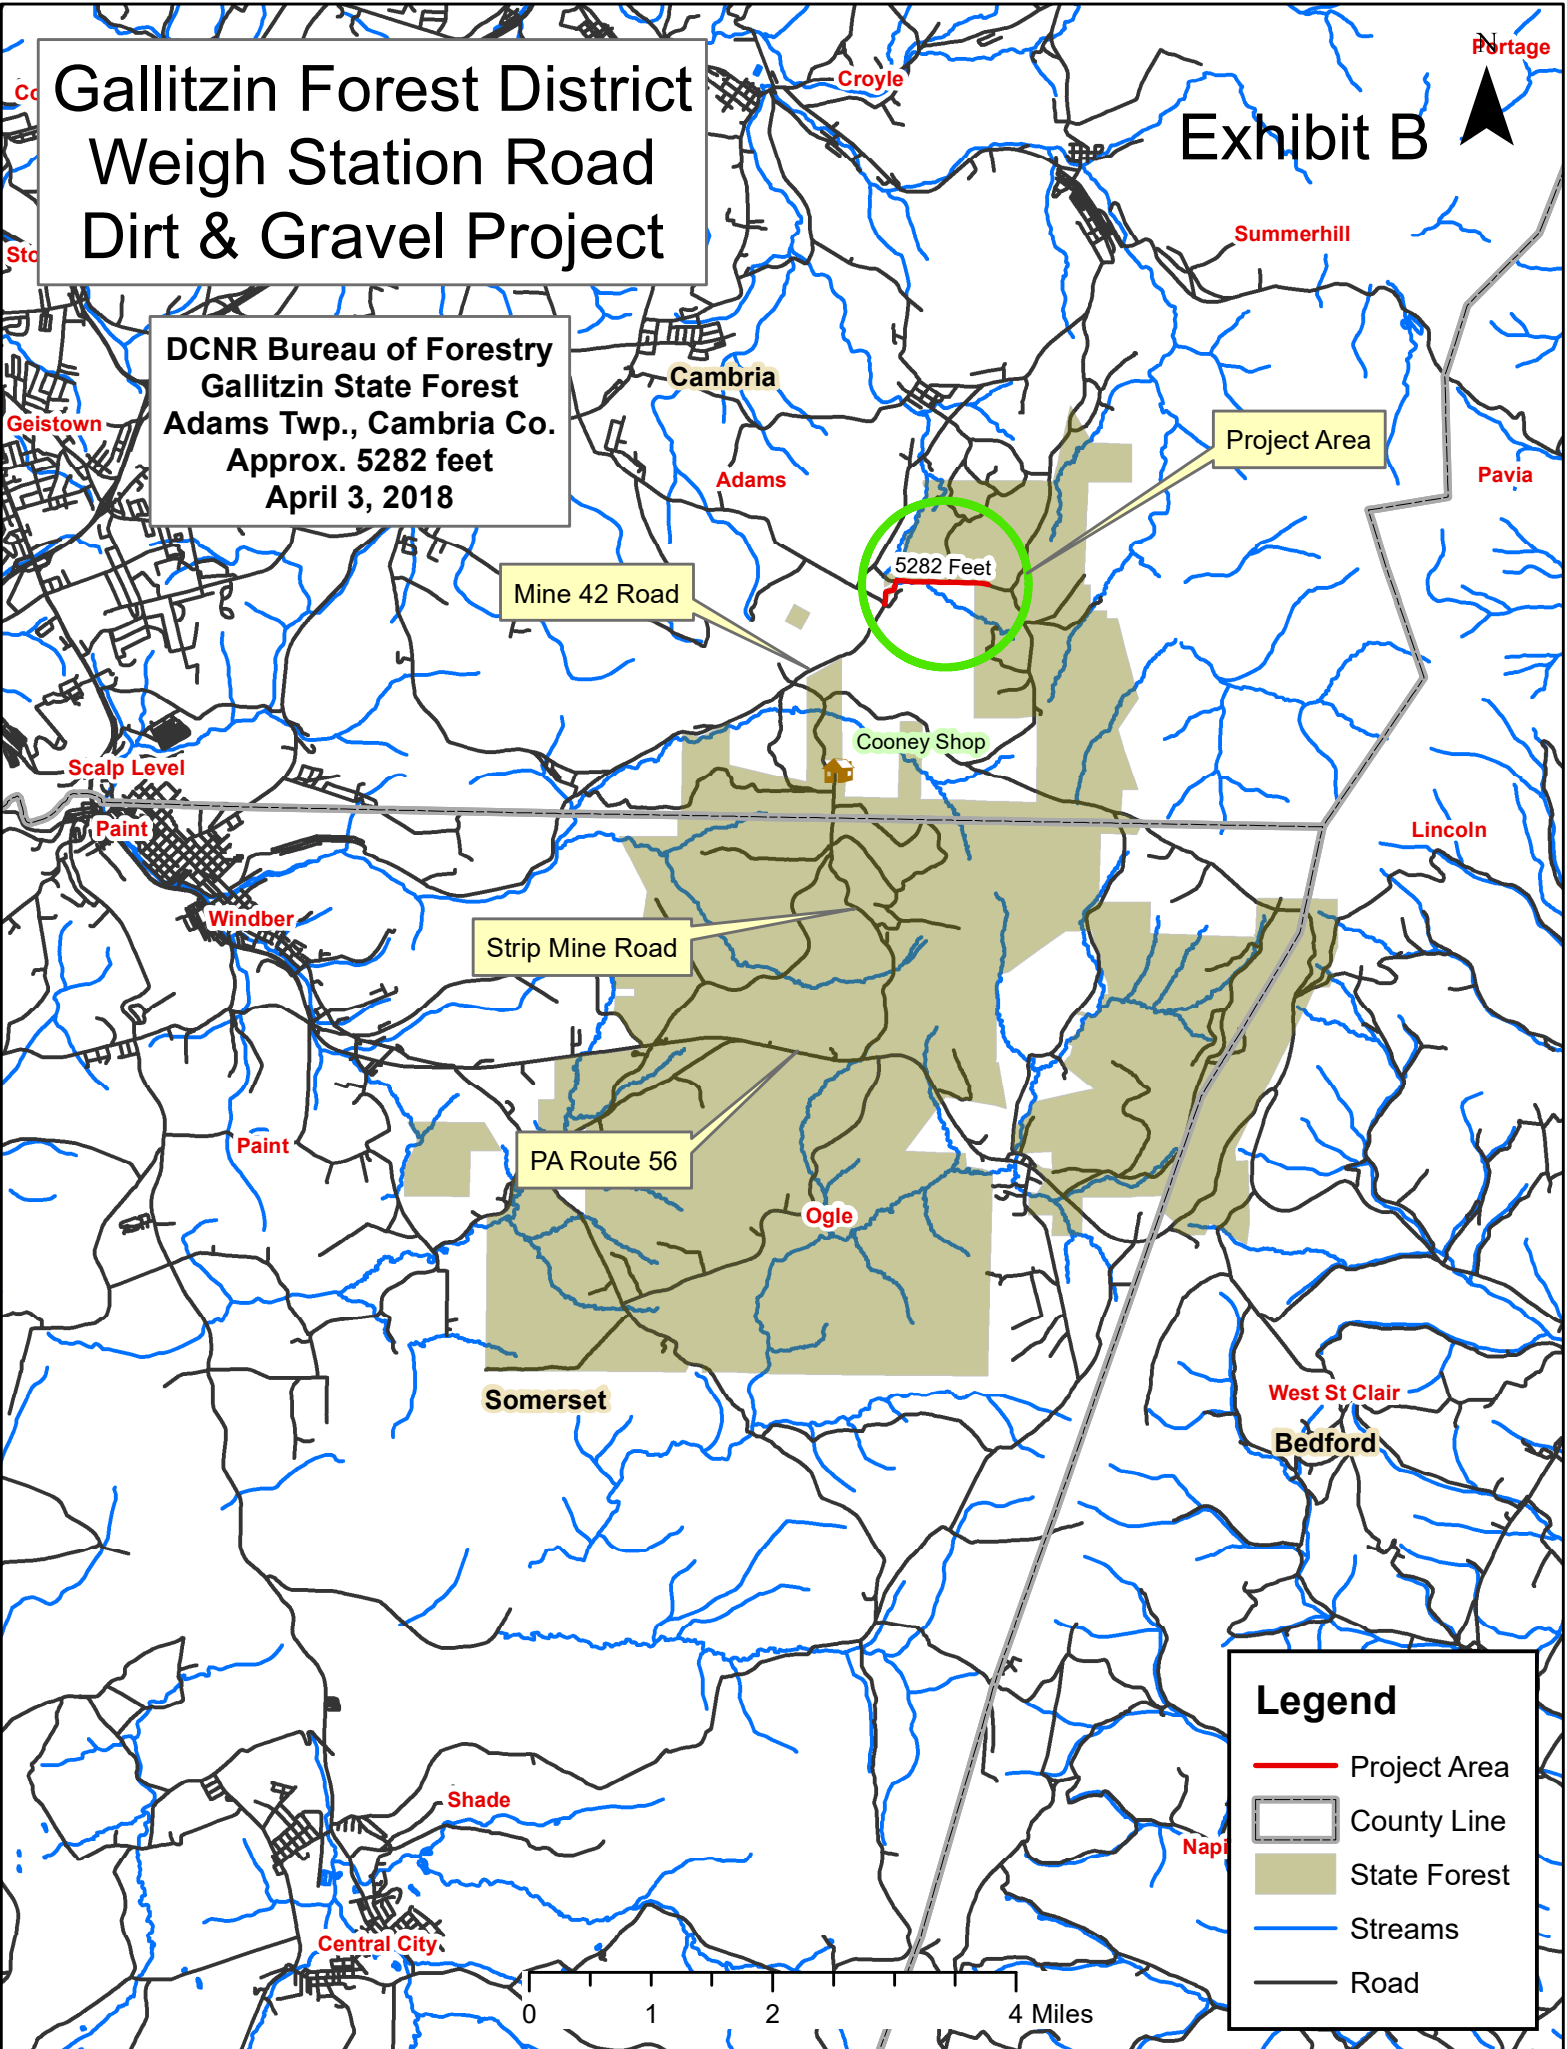 Gallitzin Forest District
Weigh Station Road
Dirt & Gravel Project
Exhibit B
N
Portage
Croyle
Summerhill
DCNR Bureau of Forestry
Gallitzin State Forest
Adams Twp., Cambria Co.
Approx. 5282 feet
April 3, 2018
Co
Sto
Geistown
Cambria
Adams
Project Area
Pavia
5282 Feet
Mine 42 Road
Cooney Shop
Scalp Level
Paint
Lincoln
Windber
Strip Mine Road
Paint
PA Route 56
Ogle
Somerset
West St Clair
Bedford
Shade
Napi
Central City
Legend
Project Area
County Line
State Forest
Streams
Road
0 1 2 4 Miles